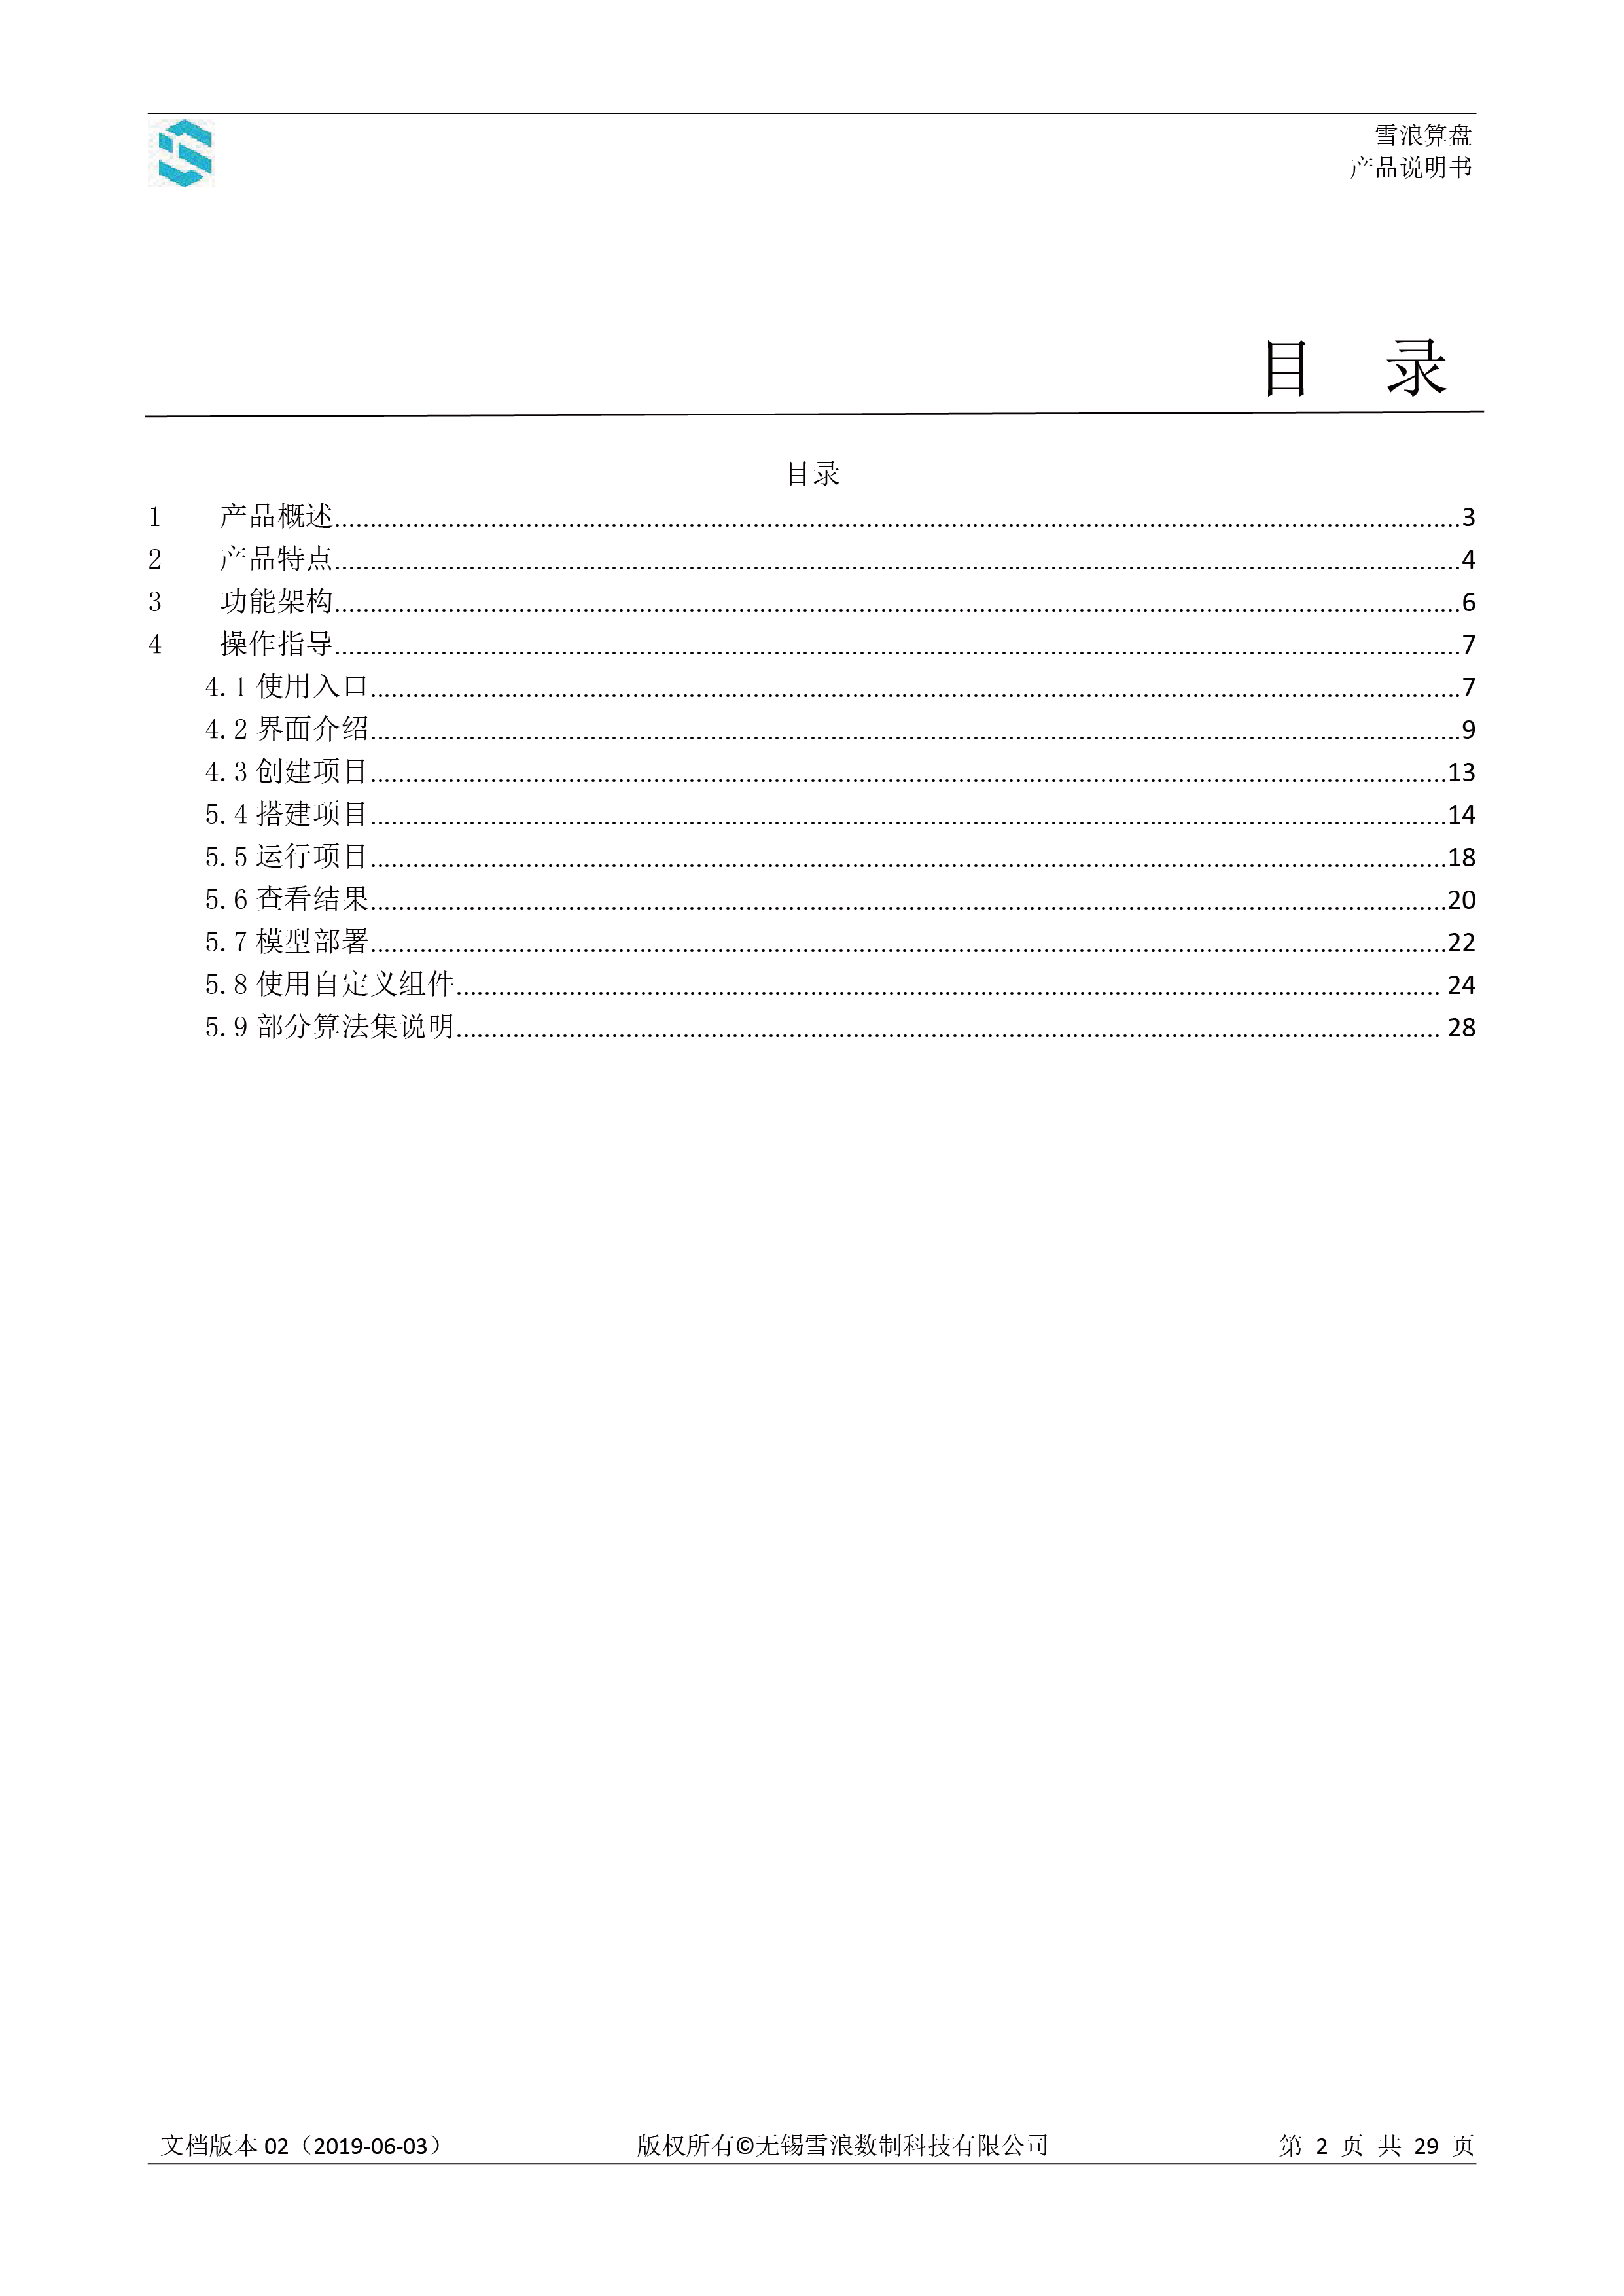 雪浪算盘
产品说明书
目 录
目录
1 产品概述 3
2 产品特点 4
3 功能架构 6
4 操作指导 7
4.1 使用入口 7
4.2 界面介绍 9
4.3 创建项目 13
5.4 搭建项目 14
5.5 运行项目 18
5.6 查看结果 20
5.7 模型部署 22
5.8 使用自定义组件 24
5.9 部分算法集说明 28
文档版本 02（2019-06-03） 版权所有©无锡雪浪数制科技有限公司 第 2 页 共 29 页